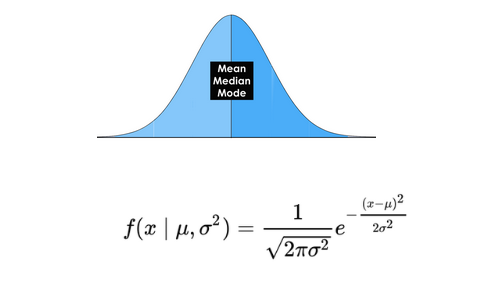 Mean
Median
Mode
f(x | μ, σ²) = 1/√(2πσ²) e^(−(x−μ)²/(2σ²))